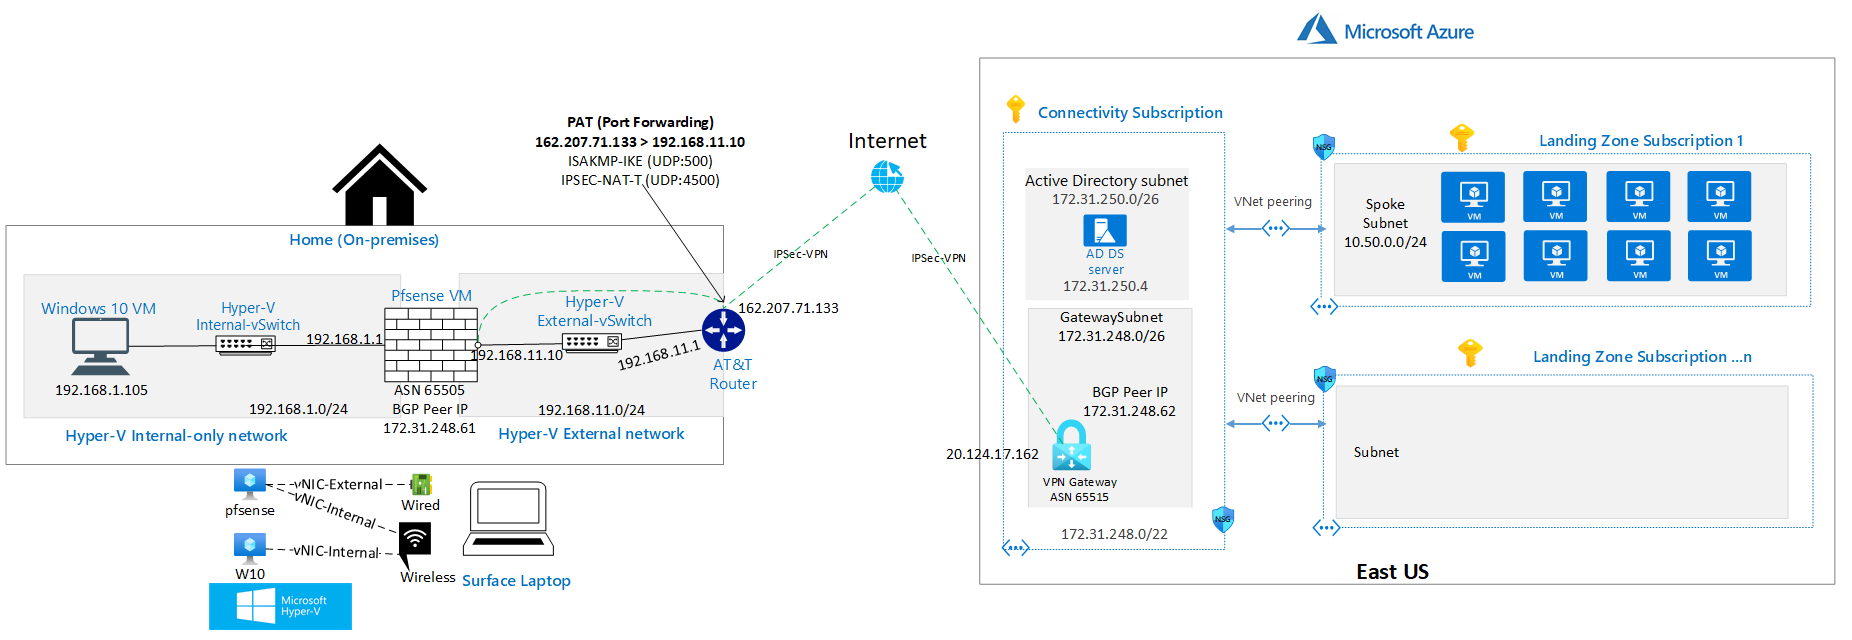 Microsoft Azure
PAT (Port Forwarding)
162.207.71.133 > 192.168.11.10
ISAKMP-IKE (UDP:500)
IPSEC-NAT-T (UDP:4500)
Internet
Home (On-premises)
Windows 10 VM
192.168.1.105
Hyper-V
Internal-vSwitch
192.168.1.1
192.168.1.0/24
Hyper-V Internal-only network
Pfsense VM
ASN 65505
BGP Peer IP
172.31.248.61
192.168.11.10
Hyper-V
External-vSwitch
192.168.11.1
192.168.11.0/24
Hyper-V External network
162.207.71.133
AT&T
Router
IPSec-VPN
IPSec-VPN
pfsense
vNIC-External
vNIC-Internal
Wired
W10
vNIC-Internal
Wireless
Surface Laptop
Microsoft
Hyper-V
Connectivity Subscription
Active Directory subnet
172.31.250.0/26
AD DS
server
172.31.250.4
GatewaySubnet
172.31.248.0/26
BGP Peer IP
172.31.248.62
20.124.17.162
VPN Gateway
ASN 65515
172.31.248.0/22
NSG
VNet peering
NSG
Landing Zone Subscription 1
Spoke
Subnet
10.50.0.0/24
VM
VM
VM
VM
VM
VM
VM
VM
VNet peering
NSG
Landing Zone Subscription ...n
Subnet
East US